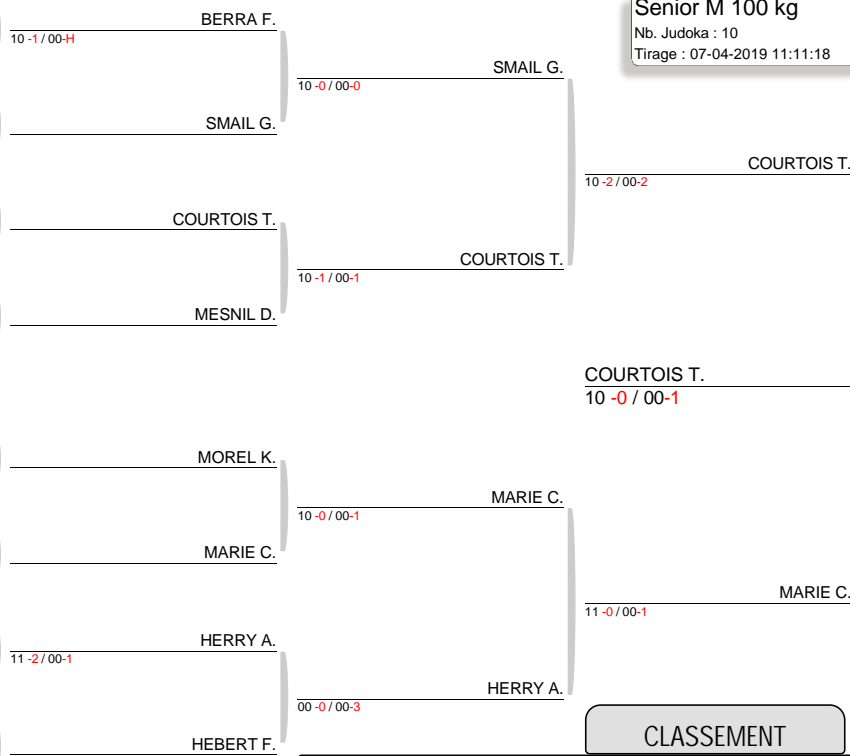 Senior M 100 kg
Nb. Judoka : 10
Tirage : 07-04-2019 11:11:18
BERRA F.
10 -1 / 00-H
SMAIL G.
10 -0 / 00-0
SMAIL G.
COURTOIS T.
10 -2 / 00-2
COURTOIS T.
COURTOIS T.
10 -1 / 00-1
MESNIL D.
COURTOIS T.
10 -0 / 00-1
MOREL K.
MARIE C.
10 -0 / 00-1
MARIE C.
MARIE C.
11 -0 / 00-1
HERRY A.
11 -2 / 00-1
HERRY A.
00 -0 / 00-3
HEBERT F.
CLASSEMENT